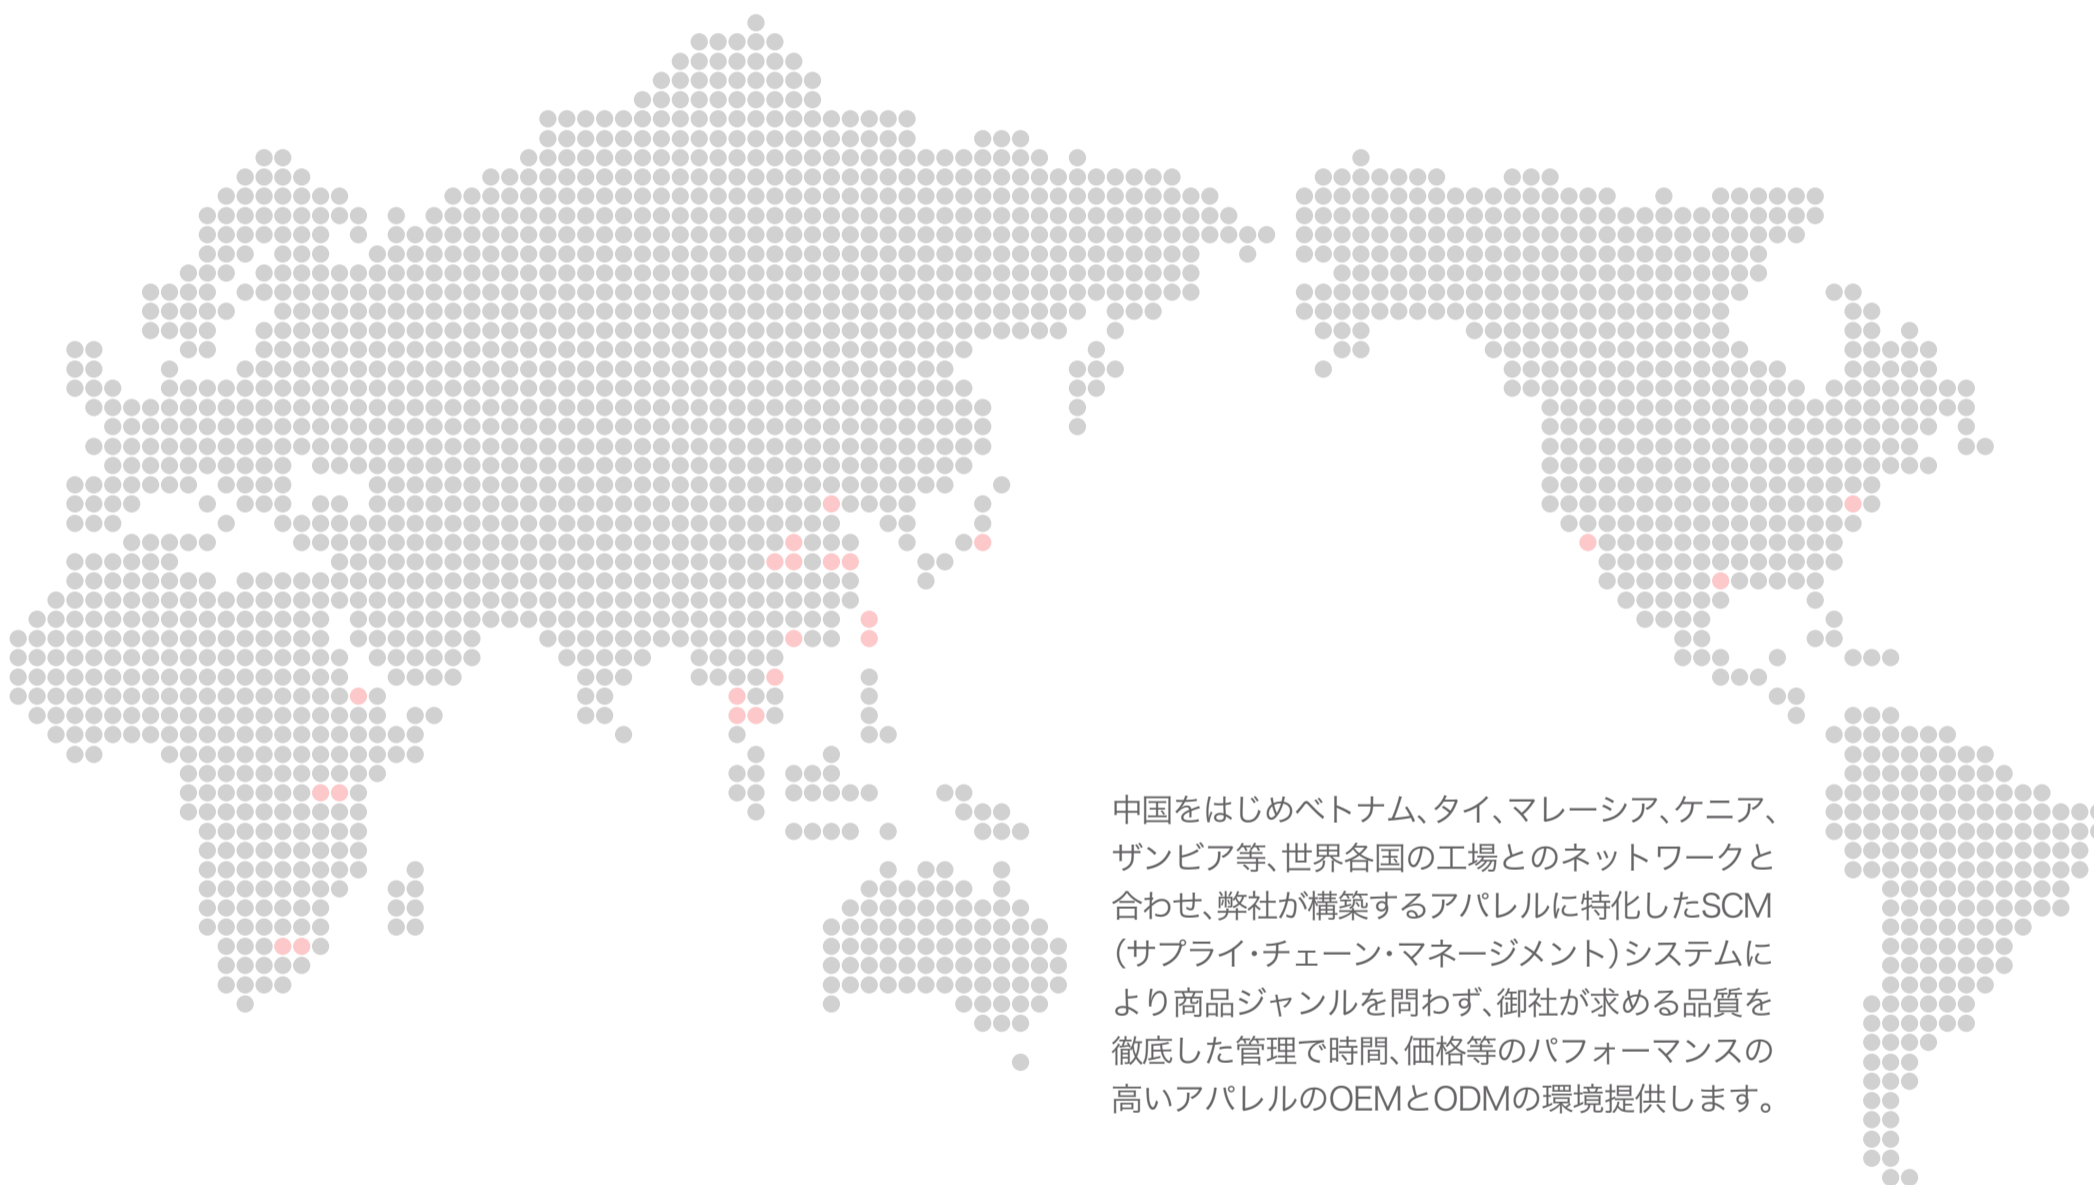 中国をはじめベトナム、タイ、マレーシア、ケニア、
ザンビア等、世界各国の工場とのネットワークと
合わせ、弊社が構築するアパレルに特化したSCM
（サプライ・チェーン・マネージメント）システムに
より商品ジャンルを問わず、御社が求める品質を
徹底した管理で時間、価格等のパフォーマンスの
高いアパレルのOEMとODMの環境提供します。